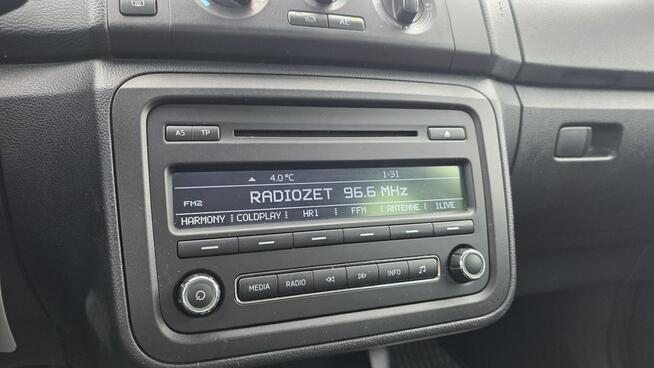 AC
AS TP
4.0°C 1:31
RADIOZET 96.6 MHz
FM2
HARMONY COLDPLAY HR1 FFN ANTENNE 1LIVE
MEDIA RADIO INFO